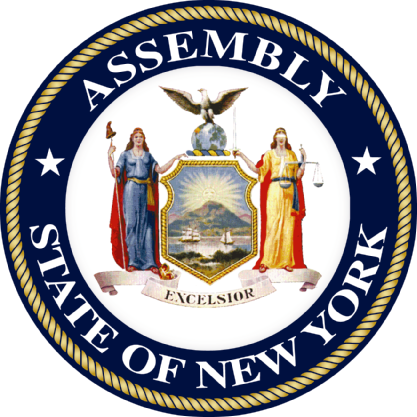 ASSEMBLY
EXCELSIOR
STATE OF NEW YORK